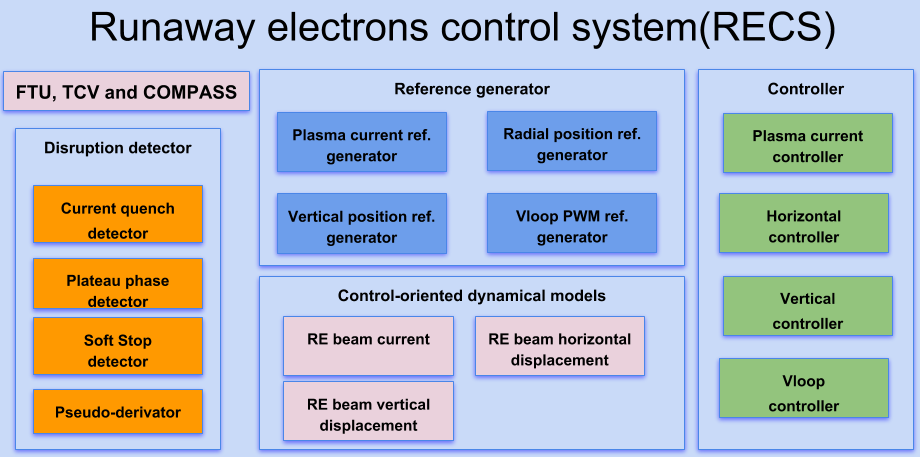 Runaway electrons control system(RECS)
FTU, TCV and COMPASS
Disruption detector
Current quench
detector
Plateau phase
detector
Soft Stop
detector
Pseudo-derivator
Reference generator
Plasma current ref.
generator
Radial position ref.
generator
Vertical position ref.
generator
Vloop PWM ref.
generator
Control-oriented dynamical models
RE beam current
RE beam horizontal
displacement
RE beam vertical
displacement
Controller
Plasma current
controller
Horizontal
controller
Vertical
controller
Vloop
controller